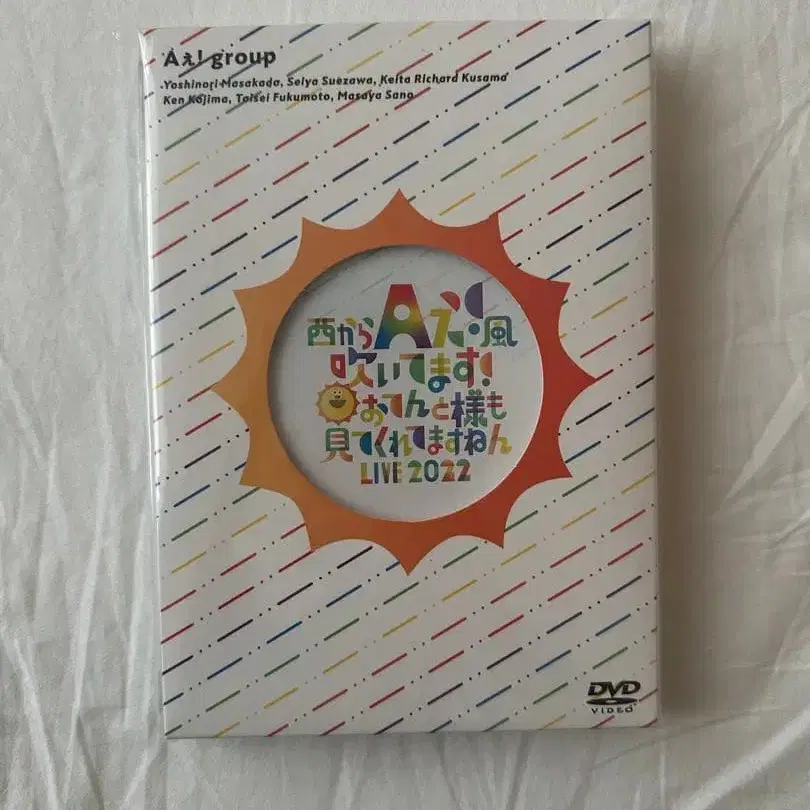 Aぇ! group
Yoshinori Masakado, Seiya Suezawa, Keita Richard Kusama
Ken Kojima, Taisei Fukumoto, Masaya Sano
西からAぇ!風
吹いてます!
おてんと様も
見てくれてますねん
LIVE 2022
DVD
VIDEO